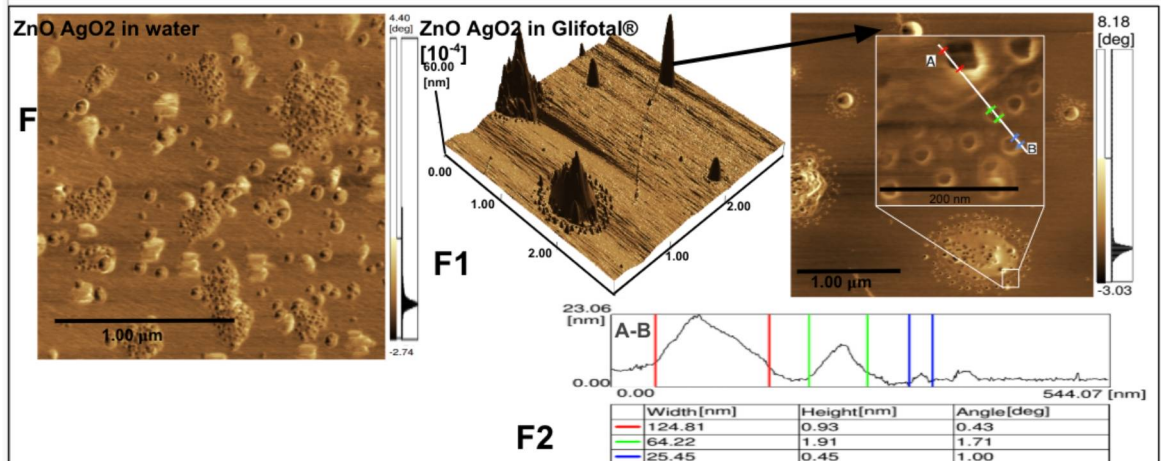 ZnO AgO2 in water
F
4.40
[deg]
-2.74
1.00 µm
ZnO AgO2 in Glifotal®
[10⁻⁴]
60.00
[nm]
0.00
1.00
2.00
1.00
2.00
F1
8.18
[deg]
-3.03
A
B
200 nm
1.00 µm
23.06
[nm]
A-B
0.00
0.00
544.07 [nm]
F2
Width[nm] Height[nm] Angle[deg]
124.81 0.93 0.43
64.22 1.91 1.71
25.45 0.45 1.00